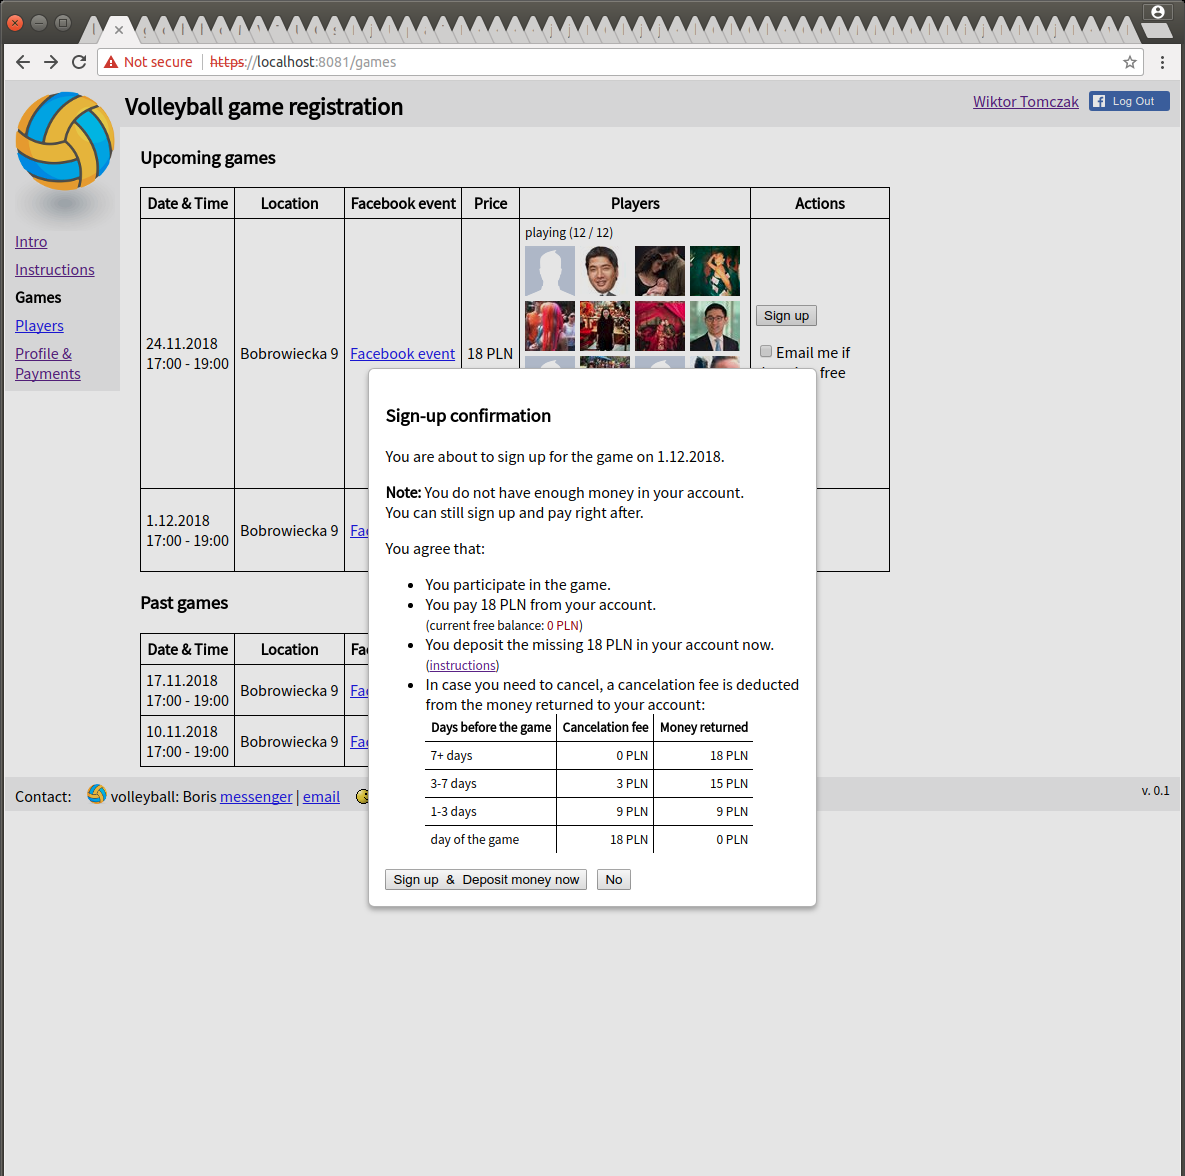 Not secure https://localhost:8081/games
Volleyball game registration
Wiktor Tomczak
Log Out
Intro
Instructions
Games
Players
Profile &
Payments
Upcoming games
Date & Time Location Facebook event Price Players Actions
playing (12 / 12)
24.11.2018
17:00 - 19:00
Bobrowiecka 9
Facebook event
18 PLN
Sign up
Email me if
free
1.12.2018
17:00 - 19:00
Bobrowiecka 9
Past games
Date & Time Location
17.11.2018
17:00 - 19:00
Bobrowiecka 9
10.11.2018
17:00 - 19:00
Bobrowiecka 9
Sign-up confirmation
You are about to sign up for the game on 1.12.2018.
Note: You do not have enough money in your account.
You can still sign up and pay right after.
You agree that:
• You participate in the game.
• You pay 18 PLN from your account.
(current free balance: 0 PLN)
• You deposit the missing 18 PLN in your account now.
(instructions)
• In case you need to cancel, a cancelation fee is deducted
from the money returned to your account:
Days before the game Cancelation fee Money returned
7+ days 0 PLN 18 PLN
3-7 days 3 PLN 15 PLN
1-3 days 9 PLN 9 PLN
day of the game 18 PLN 0 PLN
Sign up & Deposit money now
No
Contact: volleyball: Boris messenger | email
v. 0.1